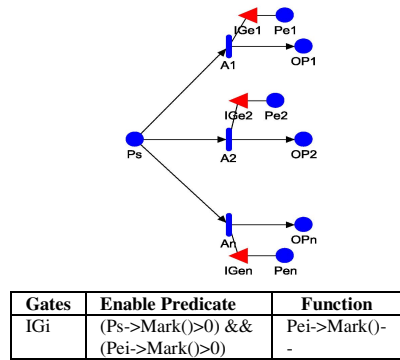 IGe1 Pe1
A1 OP1
IGe2 Pe2
Ps A2 OP2
An OPn
IGen Pen
Gates Enable Predicate Function
IGi (Ps->Mark()>0) && Pei->Mark()-
(Pei->Mark()>0) -